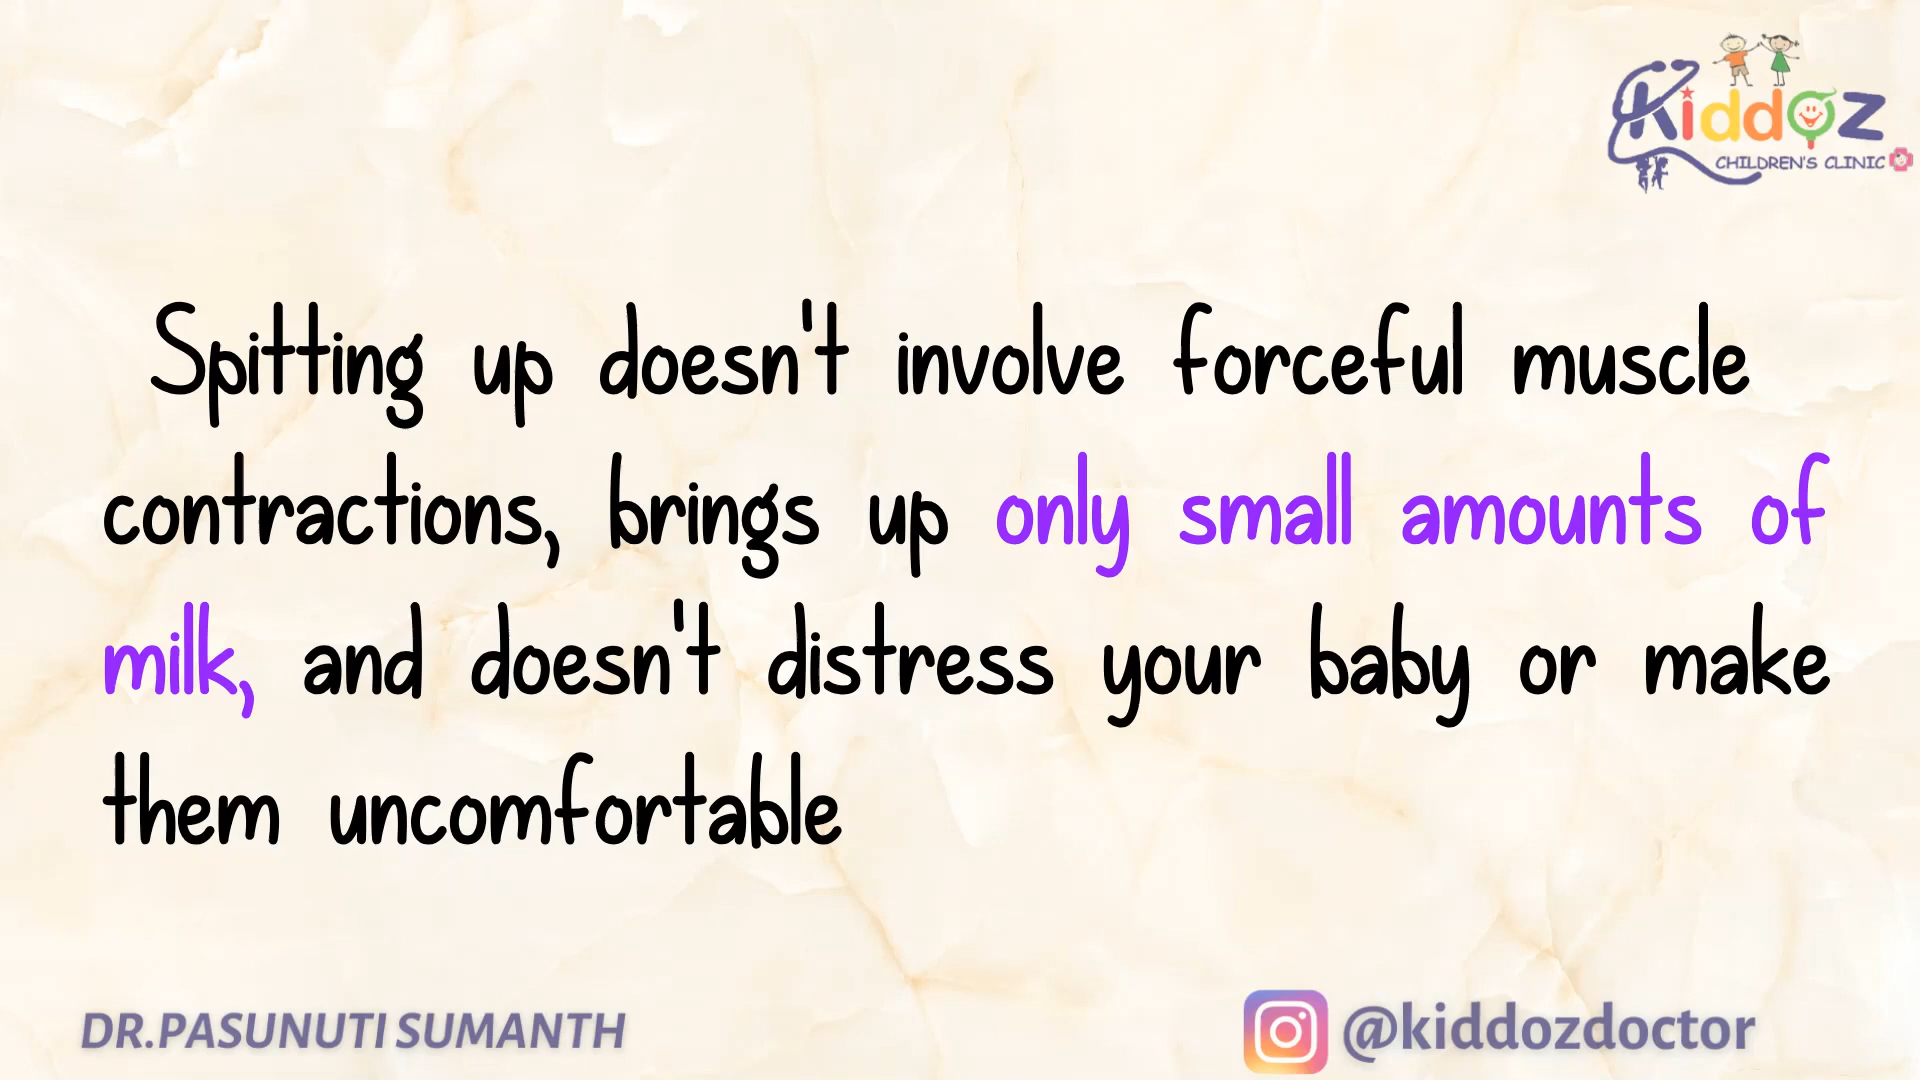 Kiddoz
CHILDREN'S CLINIC
Spitting up doesn't involve forceful muscle
contractions, brings up only small amounts of
milk, and doesn't distress your baby or make
them uncomfortable
DR.PASUNUTI SUMANTH
@kiddozdoctor